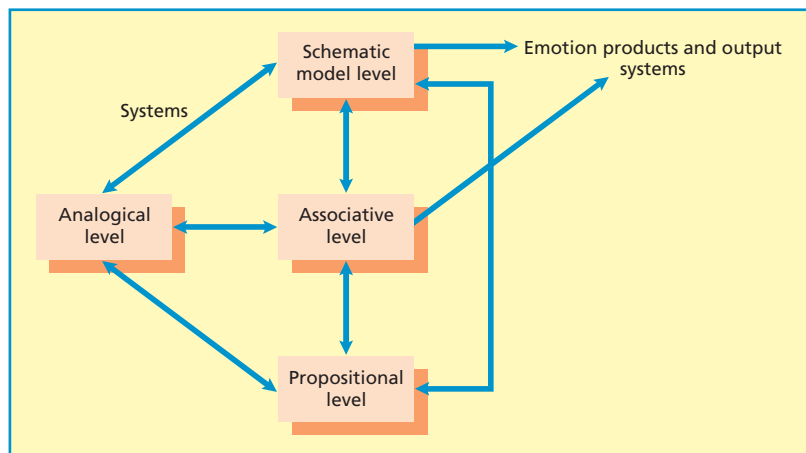 Schematic
model level
Emotion products and output
systems
Systems
Analogical
level
Associative
level
Propositional
level